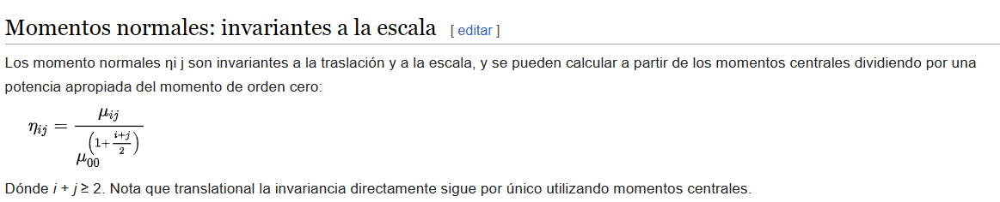 Momentos normales: invariantes a la escala [ editar ]
Los momento normales ηi j son invariantes a la traslación y a la escala, y se pueden calcular a partir de los momentos centrales dividiendo por una
potencia apropiada del momento de orden cero:
η_{ij} = \frac{μ_{ij}}{μ_{00}^{\left(1+\frac{i+j}{2}\right)}}
Dónde i + j ≥ 2. Nota que translational la invariancia directamente sigue por único utilizando momentos centrales.